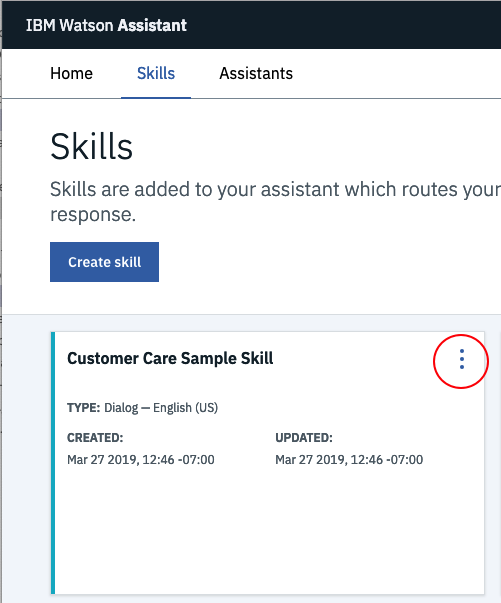 IBM Watson Assistant
Home Skills Assistants
Skills
Skills are added to your assistant which routes your
response.
Create skill
Customer Care Sample Skill
TYPE: Dialog — English (US)
CREATED: UPDATED:
Mar 27 2019, 12:46 -07:00 Mar 27 2019, 12:46 -07:00